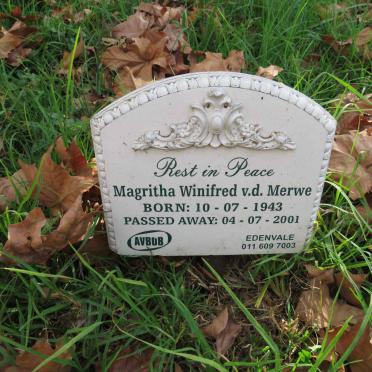 Rest in Peace
Magritha Winifred v.d. Merwe
BORN: 10 - 07 - 1943
PASSED AWAY: 04 - 07 - 2001
AVBOB
EDENVALE
011 609 7003